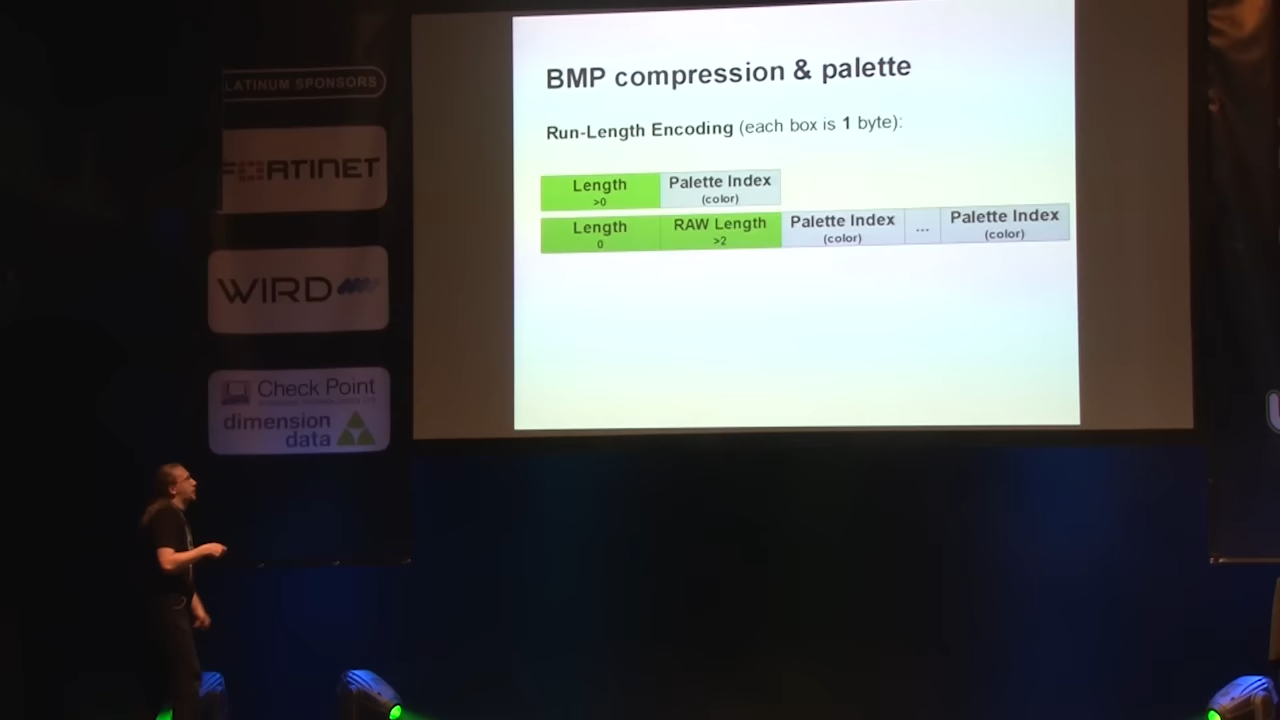 LATINUM SPONSORS
FORTINET
WIRD
Check Point
dimension
data
BMP compression & palette
Run-Length Encoding (each box is 1 byte):
Length Palette Index
>0 (color)
Length RAW Length Palette Index ... Palette Index
0 >2 (color) (color)